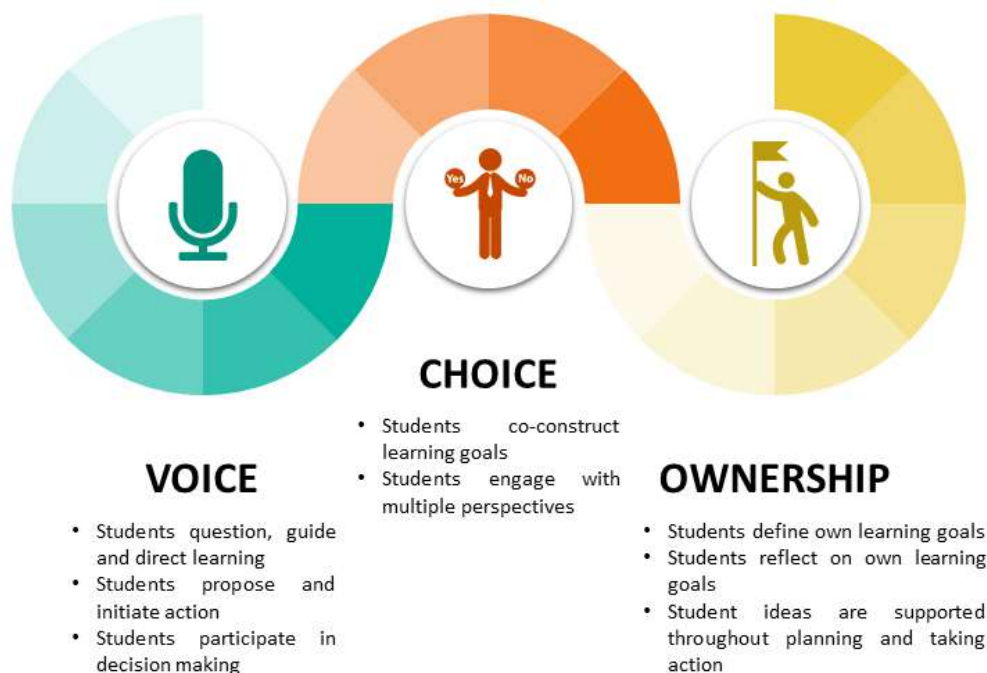 Yes
No
CHOICE
• Students co-construct
learning goals
• Students engage with
multiple perspectives
VOICE
• Students question, guide
and direct learning
• Students propose and
initiate action
• Students participate in
decision making
OWNERSHIP
• Students define own learning goals
• Students reflect on own learning
goals
• Student ideas are supported
throughout planning and taking
action